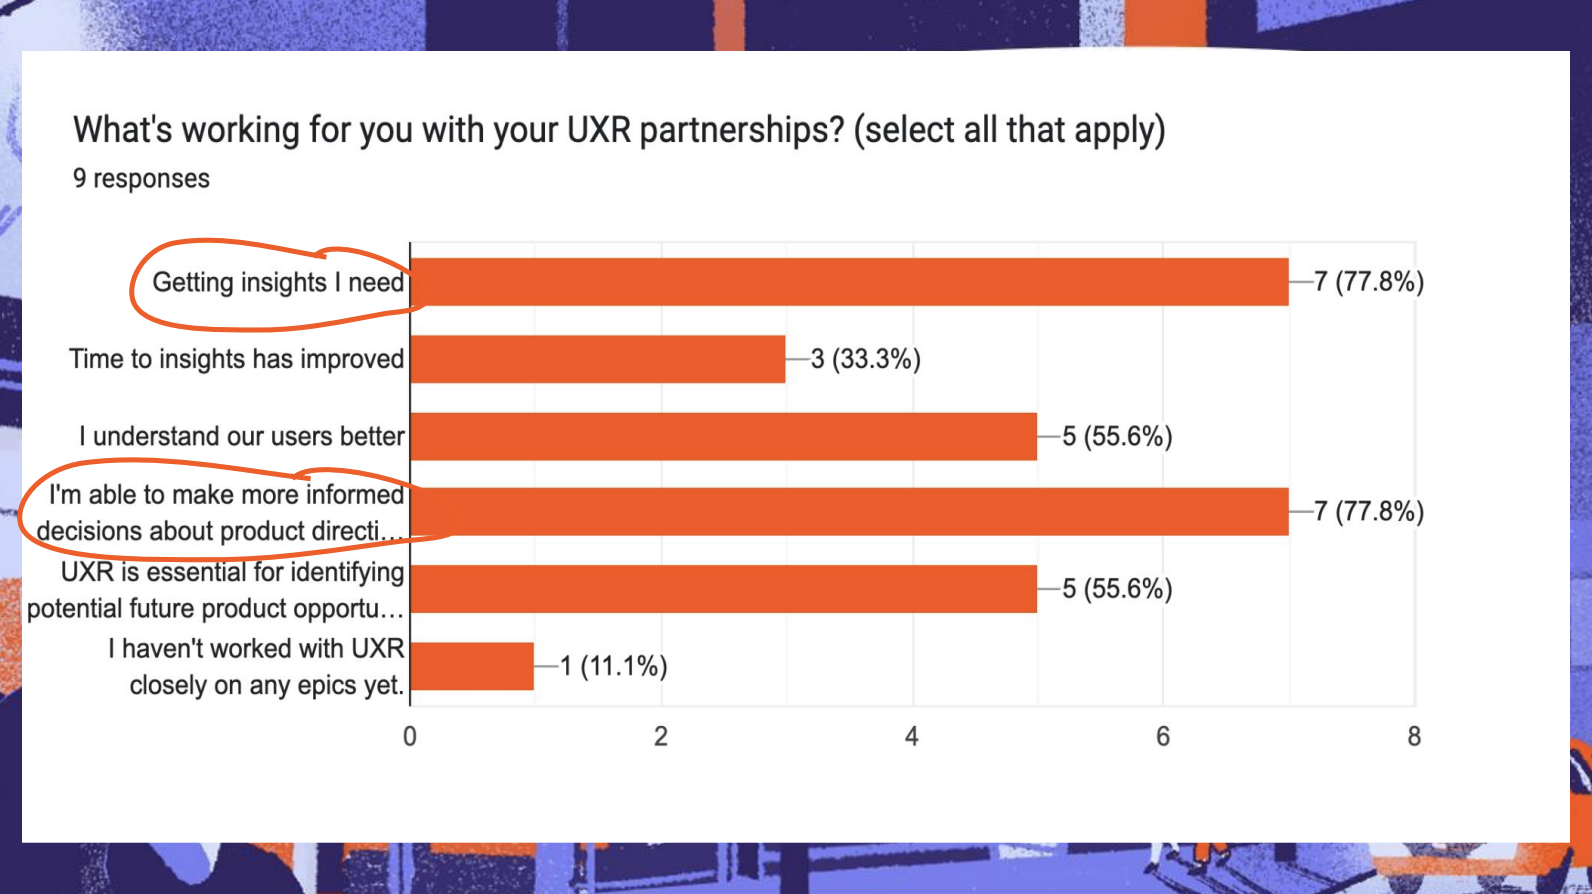 What's working for you with your UXR partnerships? (select all that apply)
9 responses
Getting insights I need
7 (77.8%)
Time to insights has improved
3 (33.3%)
I understand our users better
5 (55.6%)
I'm able to make more informed
decisions about product directi...
7 (77.8%)
UXR is essential for identifying
potential future product opportu...
5 (55.6%)
I haven't worked with UXR
closely on any epics yet.
1 (11.1%)
0 2 4 6 8